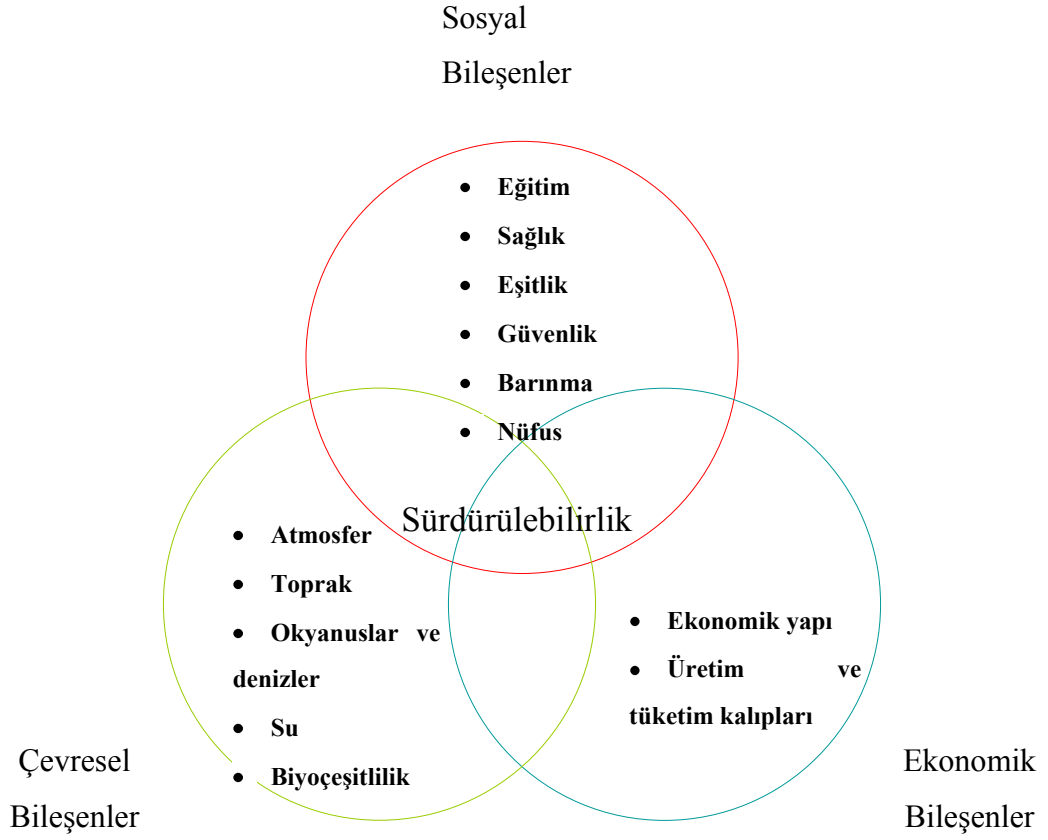 Sosyal
Bileşenler
• Eğitim
• Sağlık
• Eşitlik
• Güvenlik
• Barınma
• Nüfus
Sürdürülebilirlik
• Atmosfer
• Toprak
• Okyanuslar ve
denizler
• Su
• Biyoçeşitlilik
• Ekonomik yapı
• Üretim ve
tüketim kalıpları
Çevresel
Bileşenler
Ekonomik
Bileşenler